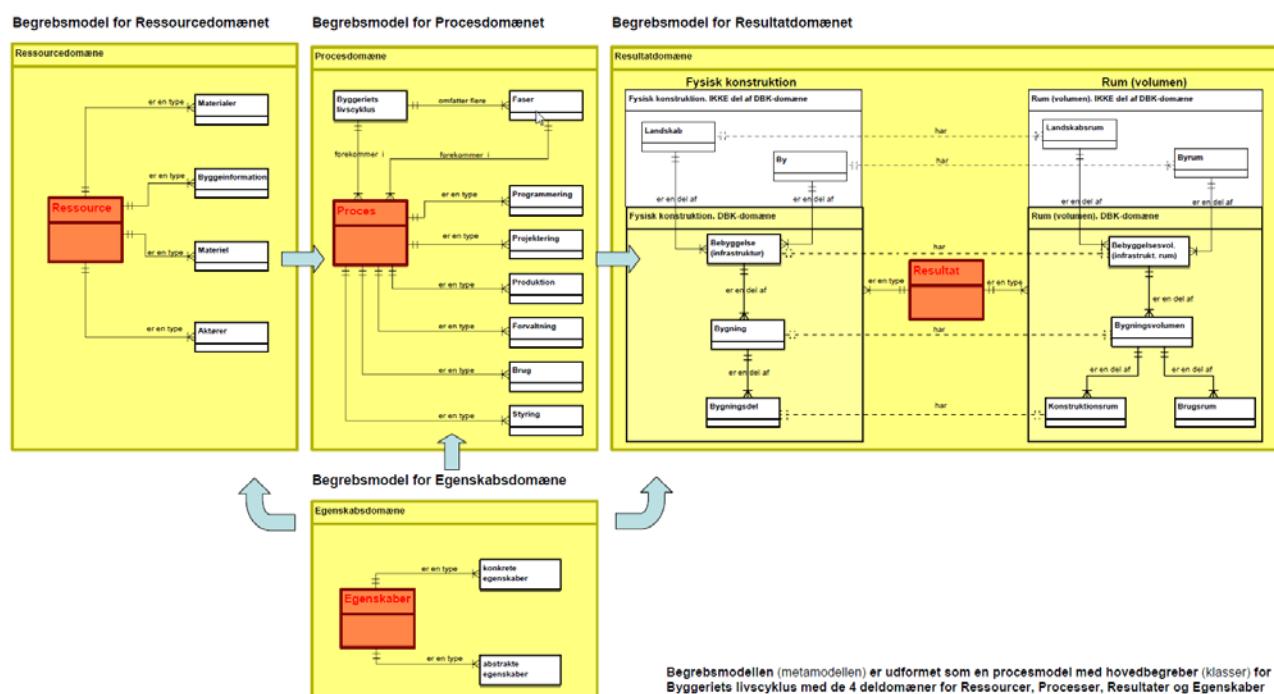 Begrebsmodel for Ressourcedomænet
Ressourcedomæne
er en type
Materialer
er en type
Byggeinformation
Ressource
er en type
Materiel
er en type
Aktører
Begrebsmodel for Procesdomænet
Procesdomæne
Byggeriets
livscyklus
omfatter flere
Faser
forekommer i
forekommer i
Proces
er en type
Programmering
er en type
Projektering
er en type
Produktion
er en type
Forvaltning
er en type
Brug
er en type
Styring
Begrebsmodel for Resultatdomænet
Resultatdomæne
Fysisk konstruktion
Rum (volumen)
Fysisk konstruktion. IKKE del af DBK-domæne
Rum (volumen). IKKE del af DBK-domæne
Landskab
har
Landskabsrum
By
har
Byrum
er en del af
er en del af
er en del af
er en del af
Fysisk konstruktion. DBK-domæne
Rum (volumen). DBK-domæne
Bebyggelse
(infrastruktur)
har
Bebyggelsesvol.
(infrastrukt. rum)
er en type
Resultat
er en type
er en del af
er en del af
Bygning
har
Bygningsvolumen
er en del af
er en del af
er en del af
Bygningsdel
har
Konstruktionsrum
Brugsrum
Begrebsmodel for Egenskabsdomæne
Egenskabsdomæne
er en type
konkrete
egenskaber
Egenskaber
er en type
abstrakte
egenskaber
Begrebsmodellen (metamodellen) er udformet som en procesmodel med hovedbegreber (klasser) for
Byggeriets livscyklus med de 4 deldomæner for Ressourcer, Processer, Resultater og Egenskaber